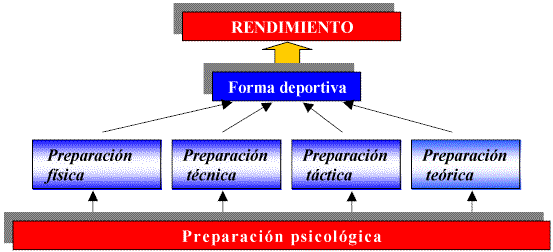 RENDIMIENTO
Forma deportiva
Preparación
física
Preparación
técnica
Preparación
táctica
Preparación
teórica
Preparación psicológica